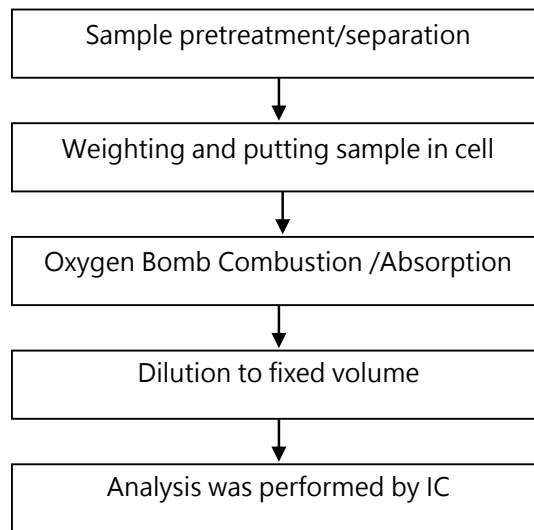 Sample pretreatment/separation
Weighting and putting sample in cell
Oxygen Bomb Combustion /Absorption
Dilution to fixed volume
Analysis was performed by IC